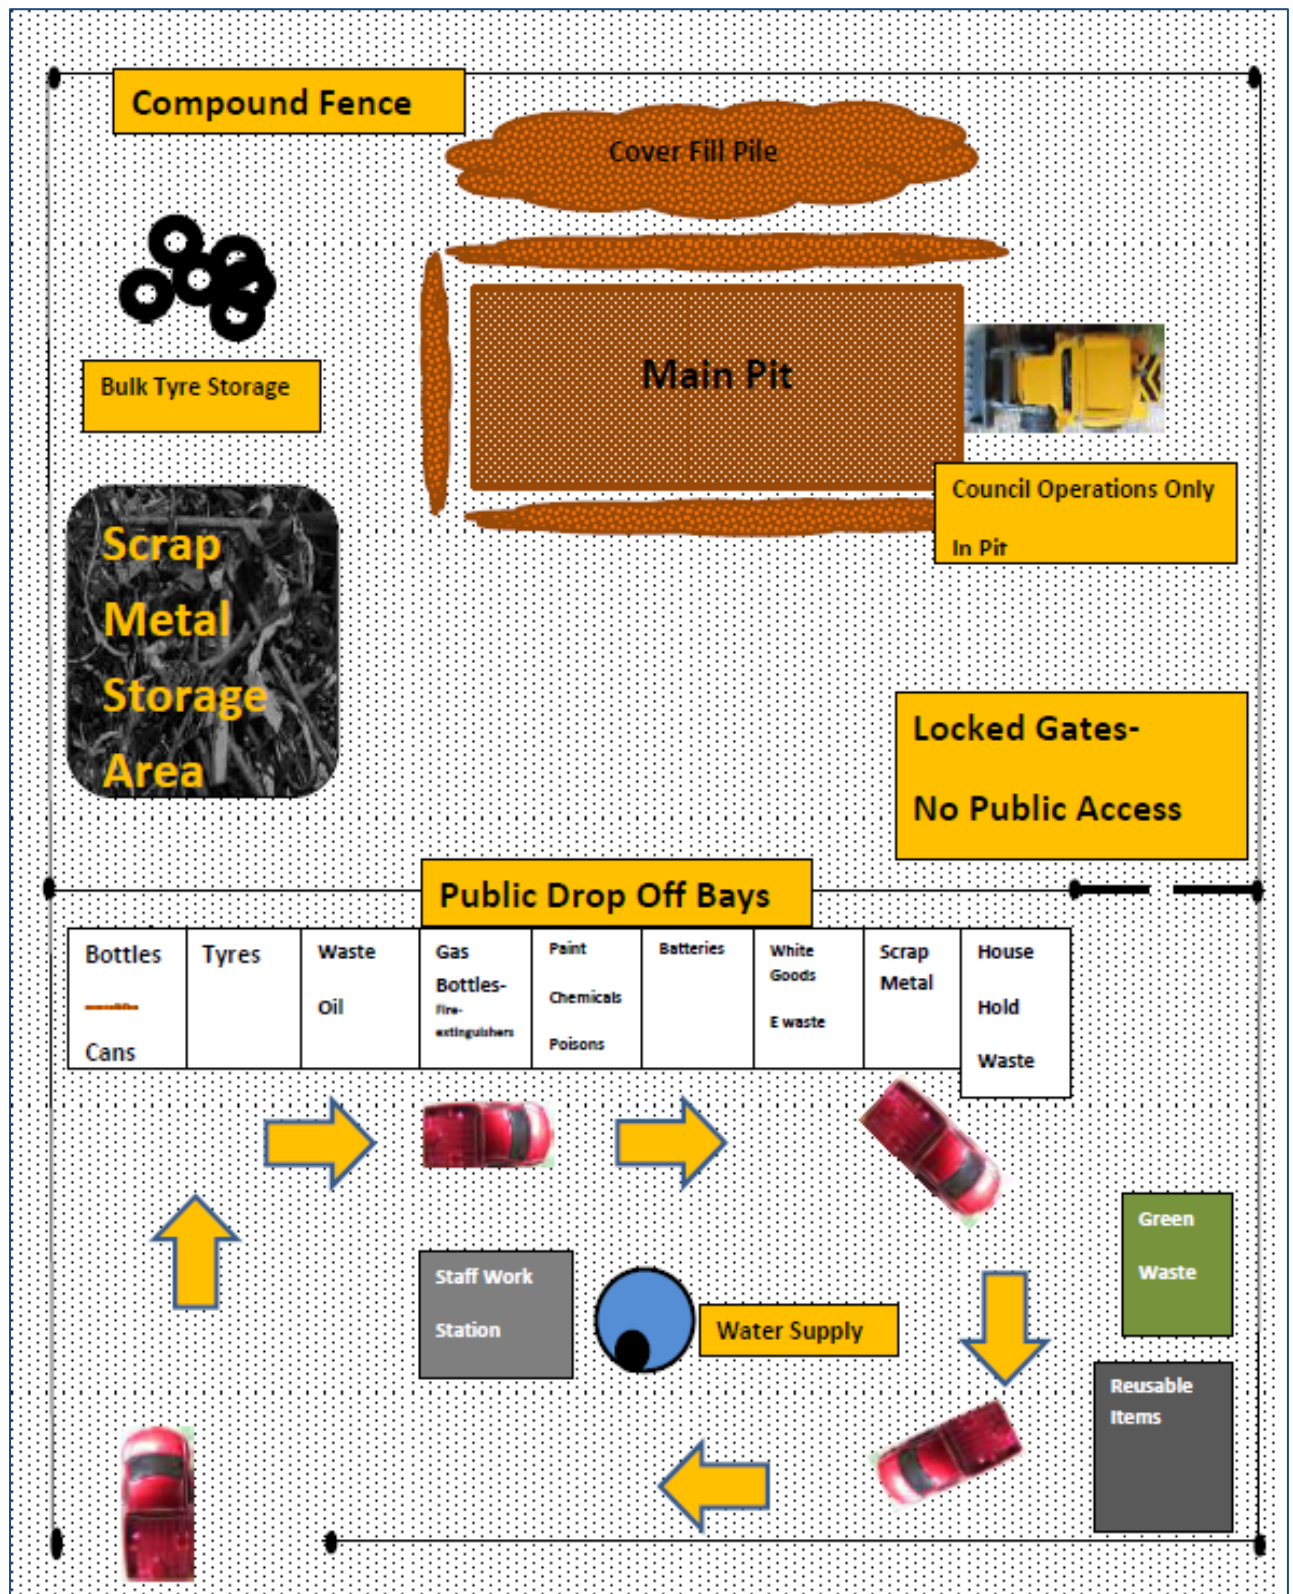 Compound Fence
Cover Fill Pile
Main Pit
Bulk Tyre Storage
Council Operations Only
In Pit
Scrap
Metal
Storage
Area
Locked Gates-
No Public Access
Public Drop Off Bays
Bottles
Cans
Tyres
Waste
Oil
Gas
Bottles-
Fire-
extinguishers
Paint
Chemicals
Poisons
Batteries
White
Goods
E waste
Scrap
Metal
House
Hold
Waste
Green
Waste
Staff Work
Station
Water Supply
Reusable
Items